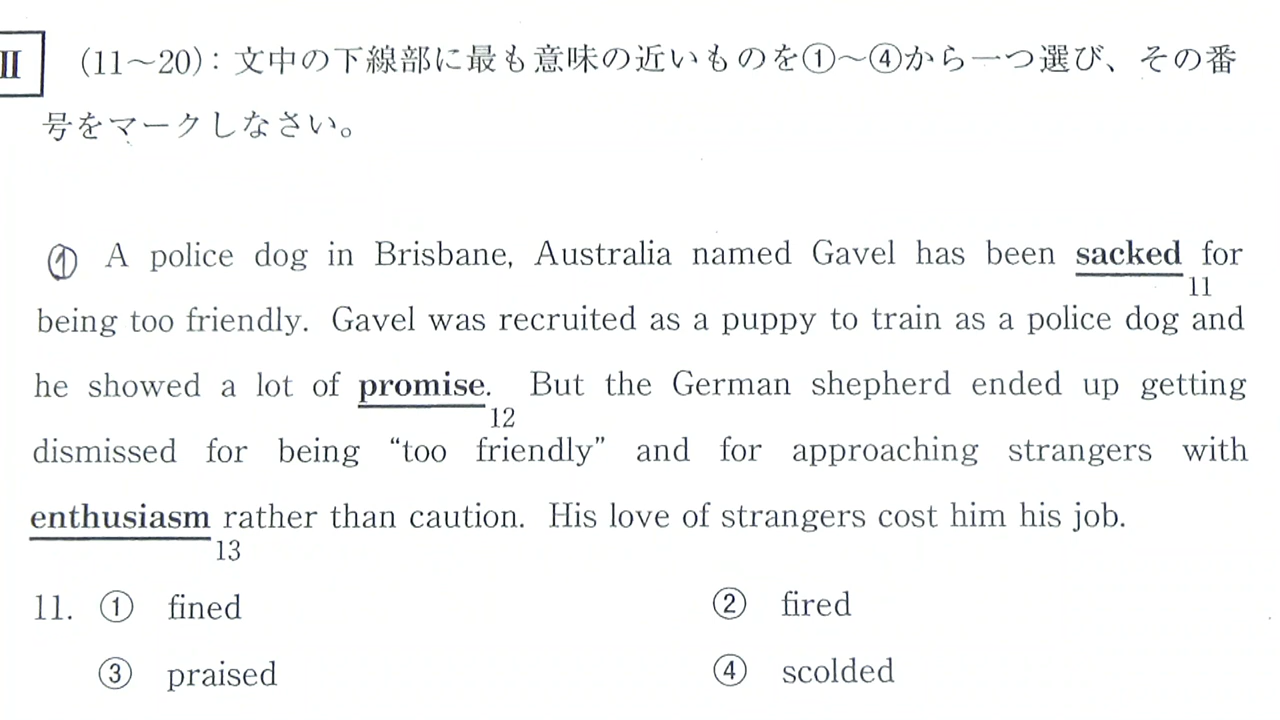 II (11～20)：文中の下線部に最も意味の近いものを①～④から一つ選び、その番
号をマークしなさい。
① A police dog in Brisbane, Australia named Gavel has been sacked for
11
being too friendly. Gavel was recruited as a puppy to train as a police dog and
he showed a lot of promise. But the German shepherd ended up getting
12
dismissed for being “too friendly” and for approaching strangers with
enthusiasm rather than caution. His love of strangers cost him his job.
13
11. ① fined ② fired
③ praised ④ scolded